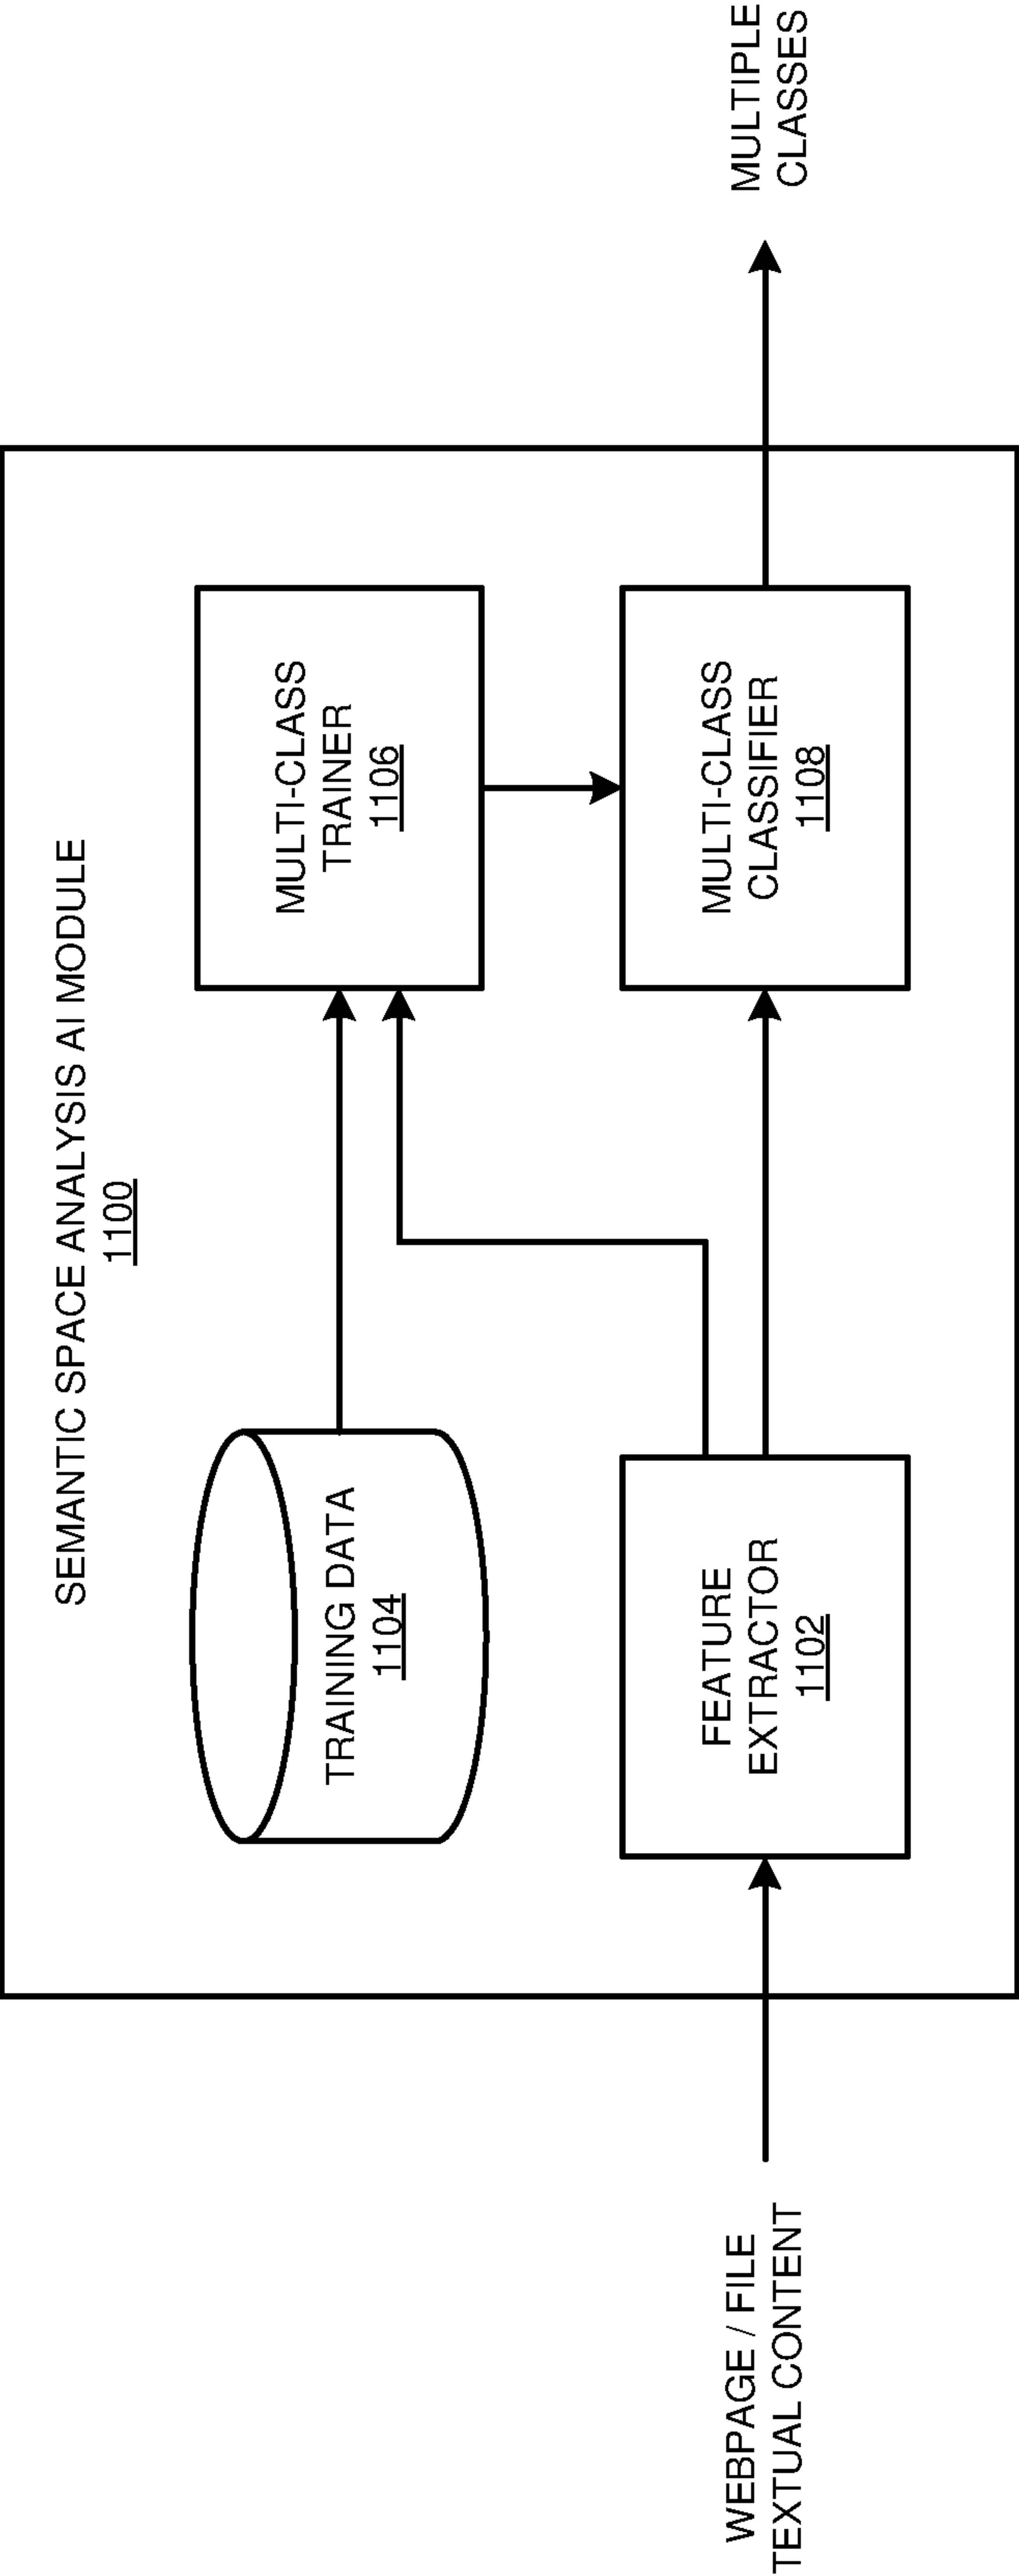 SEMANTIC SPACE ANALYSIS AI MODULE
1100
TRAINING DATA
1104
MULTI-CLASS
TRAINER
1106
WEBPAGE / FILE
TEXTUAL CONTENT
FEATURE
EXTRACTOR
1102
MULTI-CLASS
CLASSIFIER
1108
MULTIPLE
CLASSES